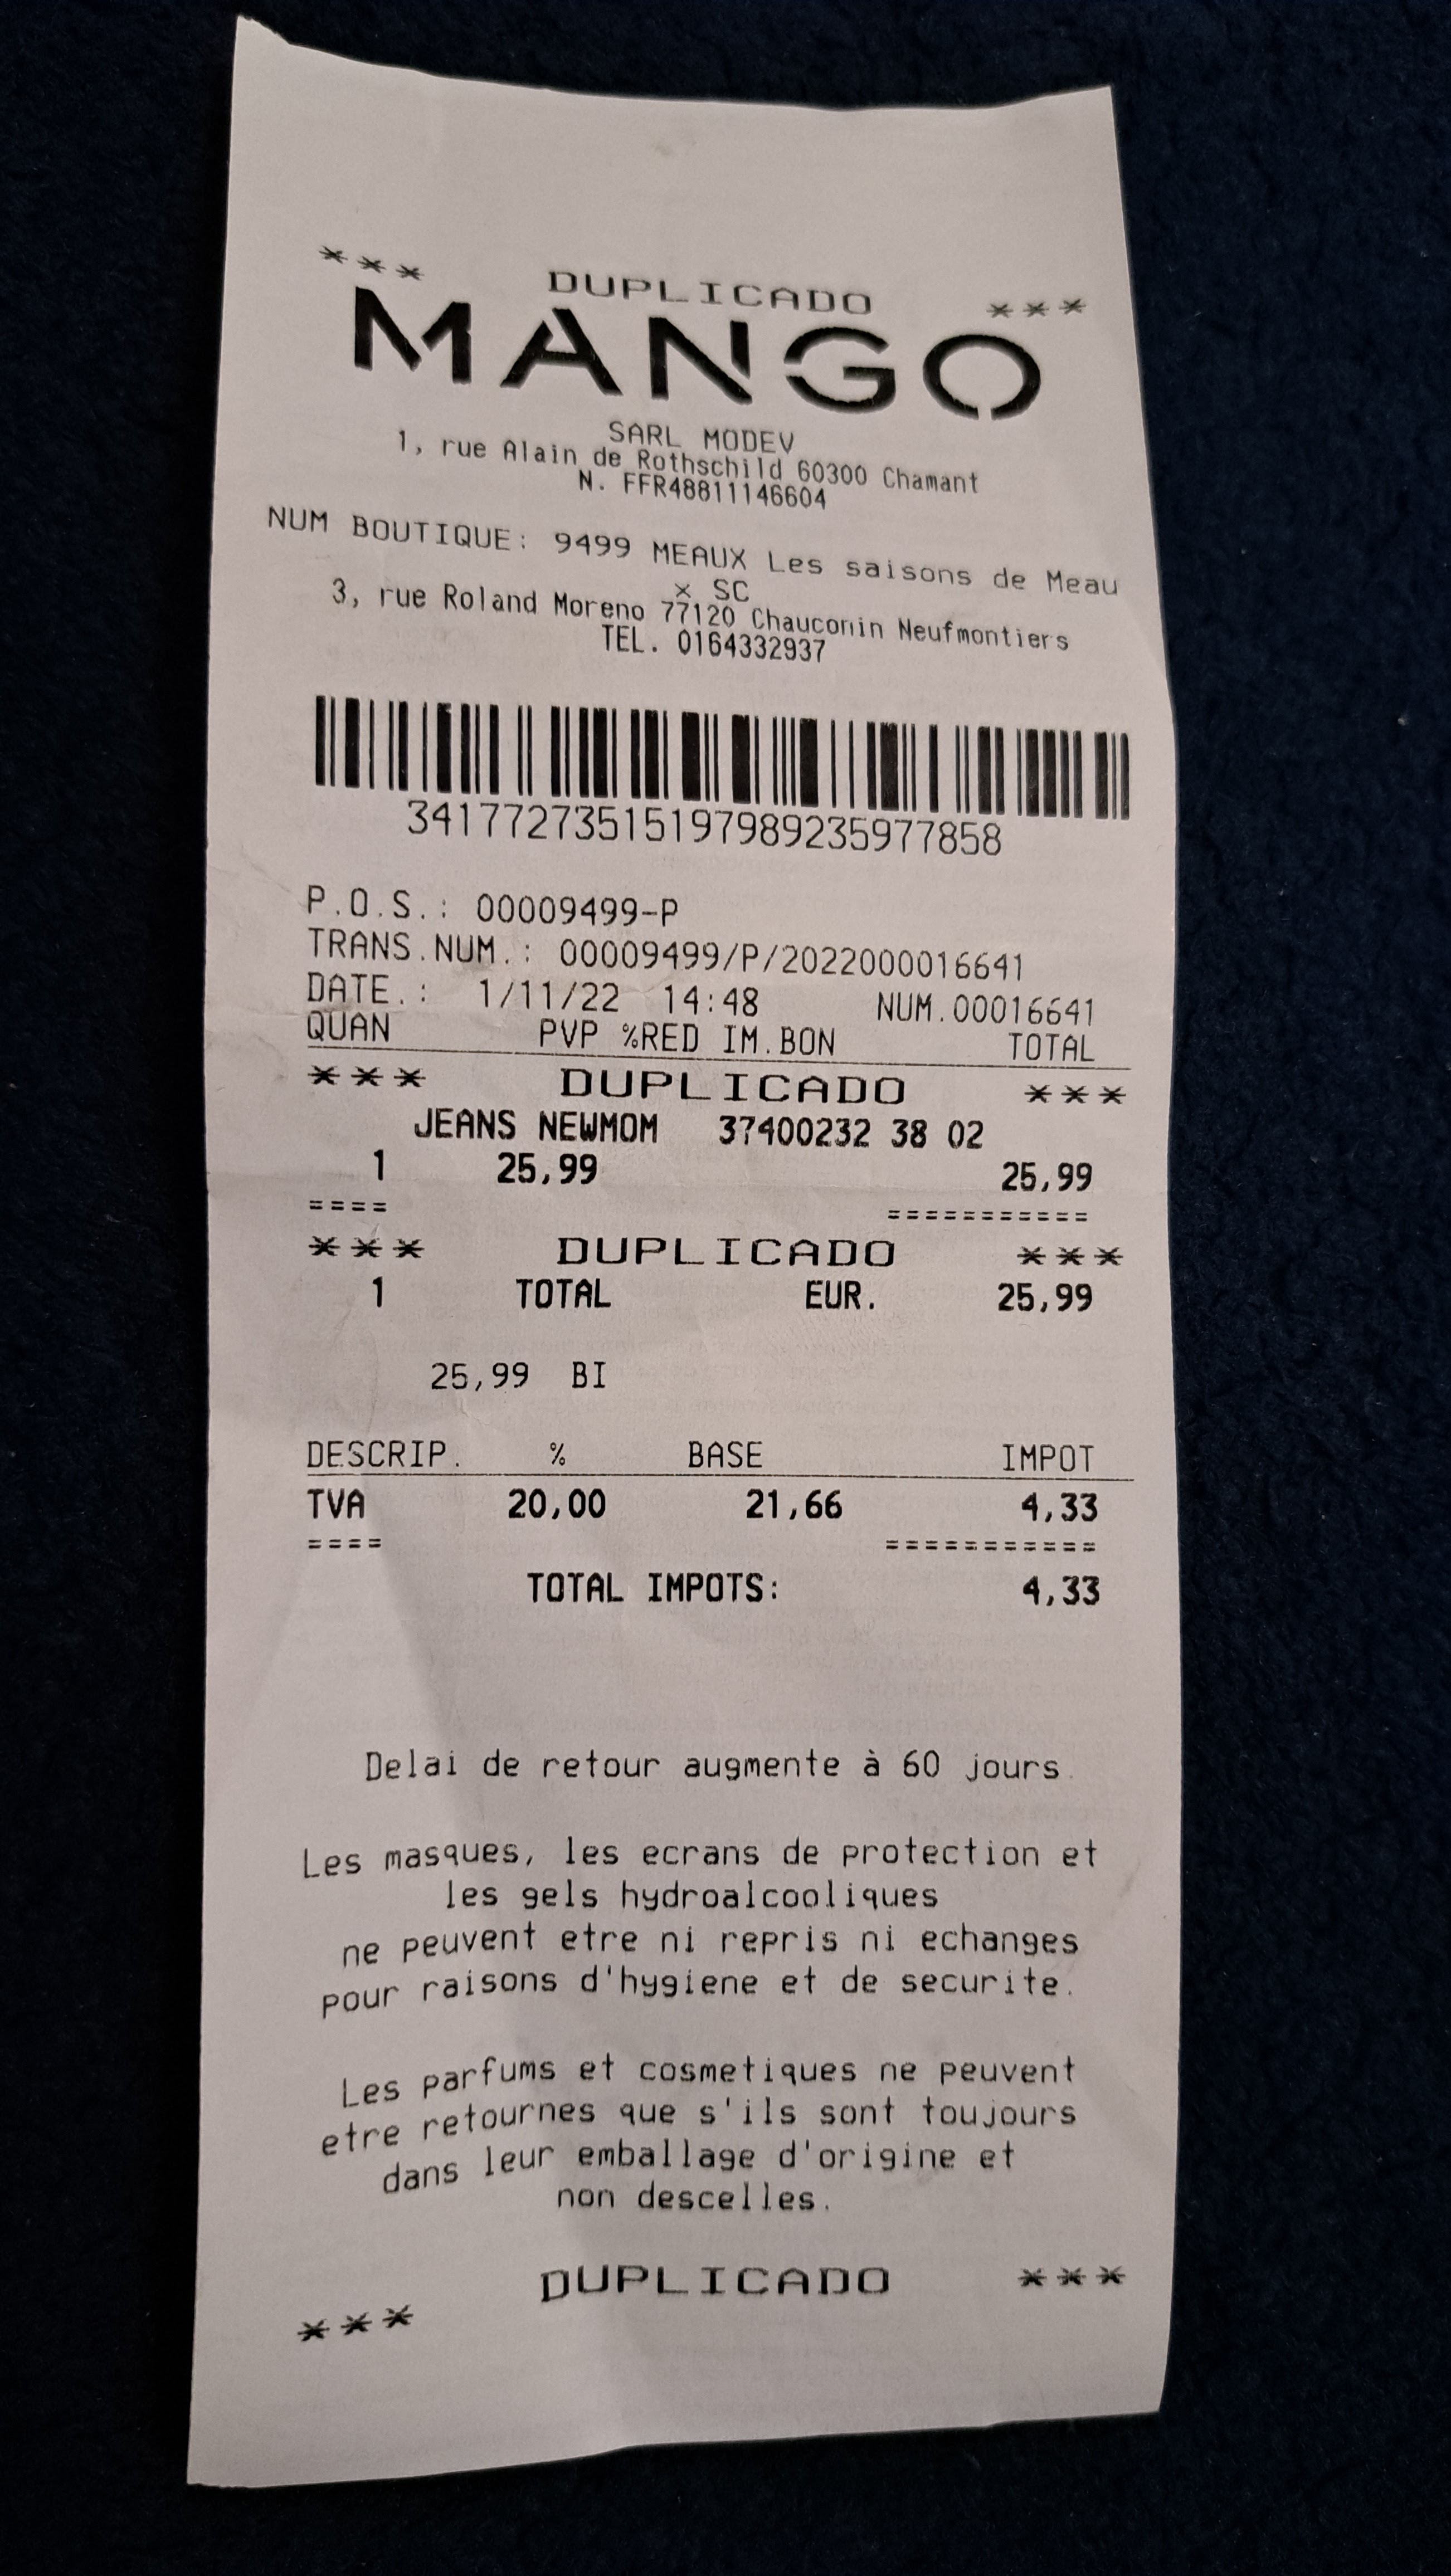 *** DUPLICADO ***
MANGO
SARL MODEV
1, rue Alain de Rothschild 60300 Chamant
N. FFR48811146604
NUM BOUTIQUE: 9499 MEAUX Les saisons de Meau
x SC
3, rue Roland Moreno 77120 Chauconin Neufmontiers
TEL. 0164332937
3417727351519798923597​7858
P.O.S.: 00009499-P
TRANS.NUM.: 00009499/P/2022000016641
DATE.: 1/11/22 14:48 NUM.00016641
QUAN PVP %RED IM.BON TOTAL
*** DUPLICADO ***
JEANS NEWMOM 37400232 38 02
1 25,99 25,99
==== ===========
*** DUPLICADO ***
1 TOTAL EUR. 25,99
25,99 BI
DESCRIP. % BASE IMPOT
TVA 20,00 21,66 4,33
==== ===========
TOTAL IMPOTS: 4,33
Delai de retour augmente à 60 jours.
Les masques, les ecrans de protection et
les gels hydroalcooliques
ne peuvent etre ni repris ni echanges
pour raisons d'hygiene et de securite.
Les parfums et cosmetiques ne peuvent
etre retournes que s'ils sont toujours
dans leur emballage d'origine et
non descelles.
*** DUPLICADO ***